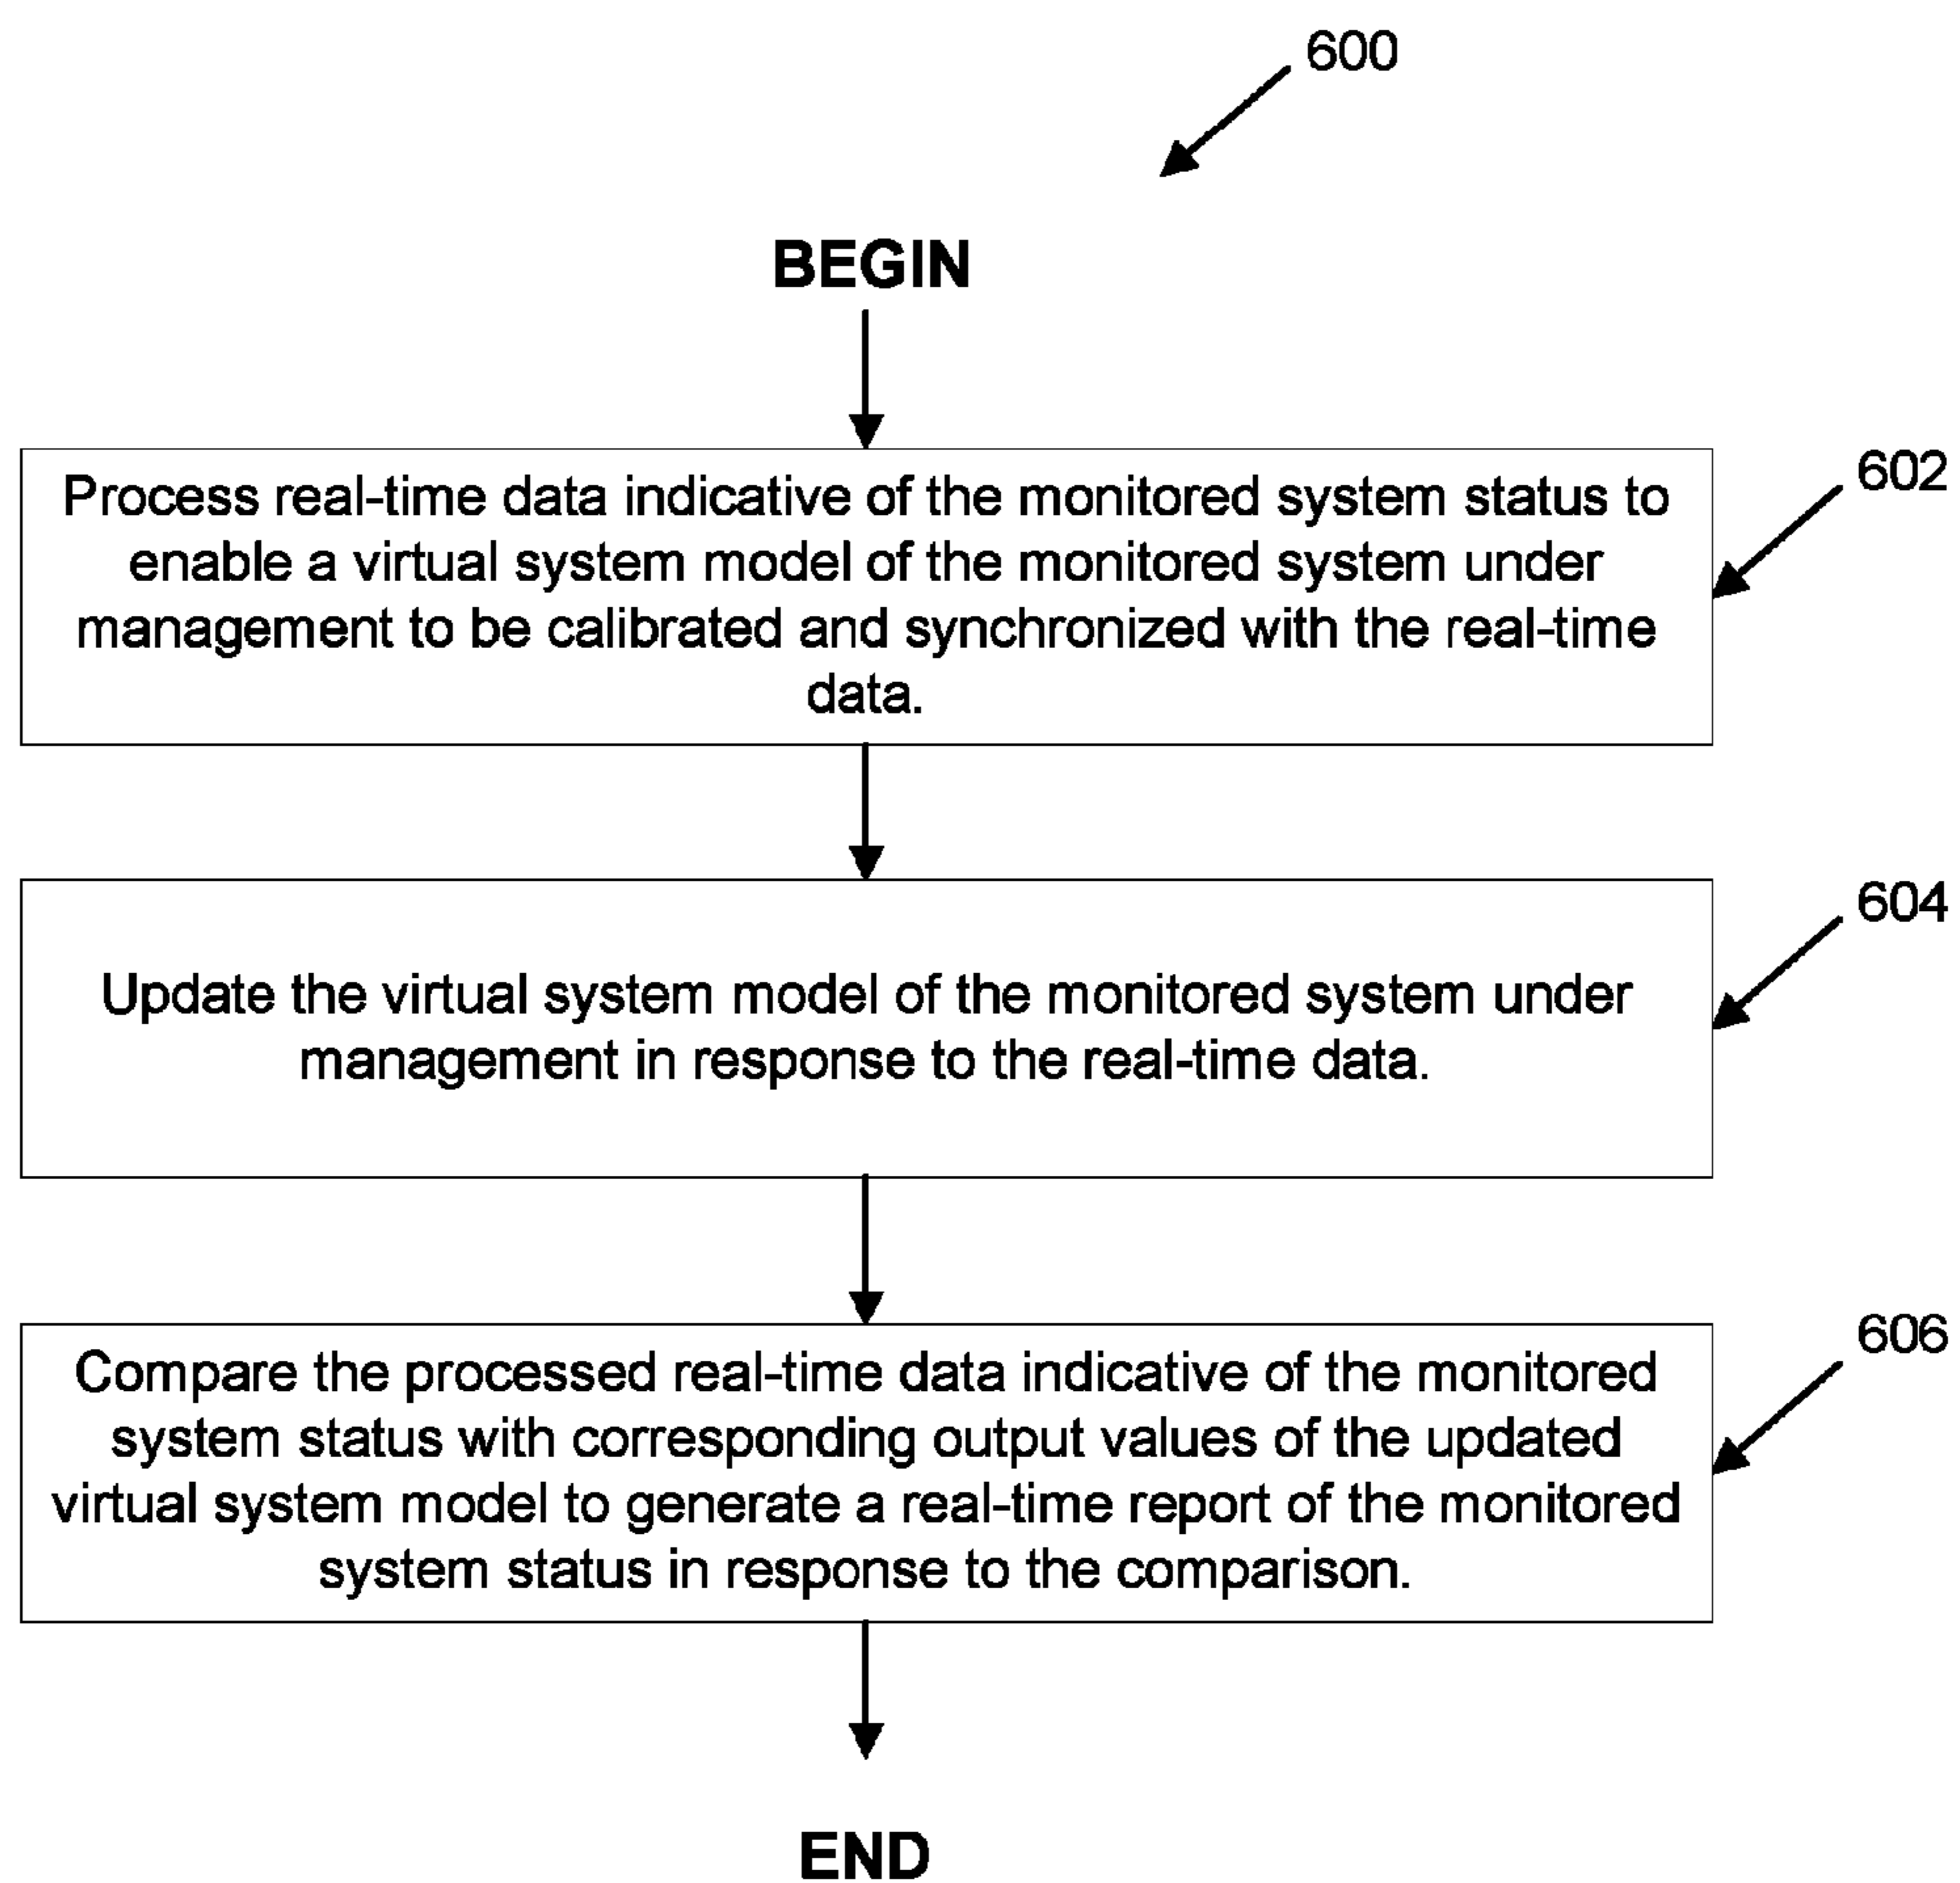 600
BEGIN
602
Process real-time data indicative of the monitored system status to
enable a virtual system model of the monitored system under
management to be calibrated and synchronized with the real-time
data.
604
Update the virtual system model of the monitored system under
management in response to the real-time data.
606
Compare the processed real-time data indicative of the monitored
system status with corresponding output values of the updated
virtual system model to generate a real-time report of the monitored
system status in response to the comparison.
END